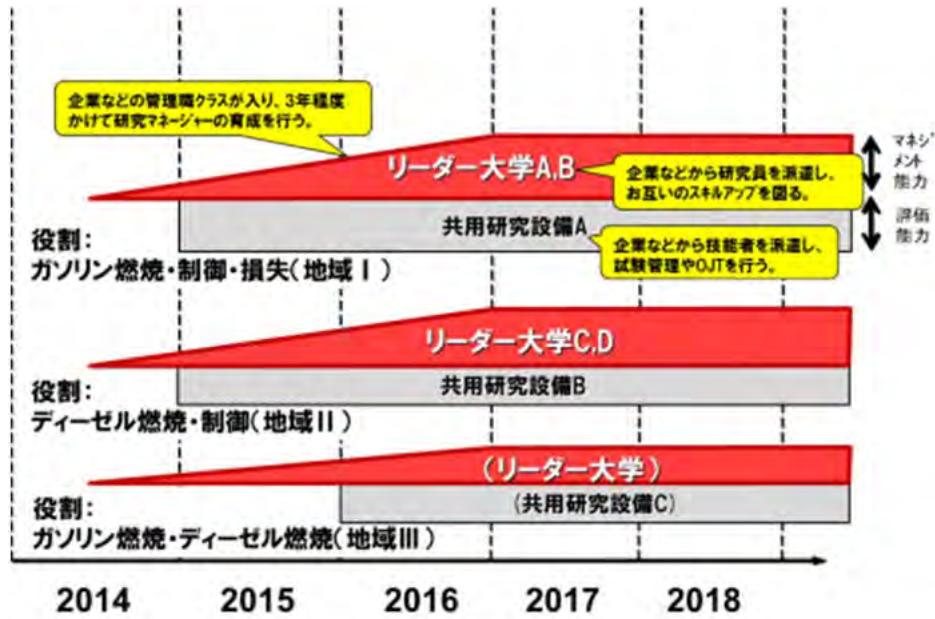 企業などの管理職クラスが入り、3年程度
かけて研究マネージャーの育成を行う。
リーダー大学A,B
企業などから研究員を派遣し、
お互いのスキルアップを図る。
マネジ
メント
能力
共用研究設備A
評価
能力
企業などから技能者を派遣し、
試験管理やOJTを行う。
役割：
ガソリン燃焼・制御・損失（地域Ⅰ）
リーダー大学C,D
共用研究設備B
役割：
ディーゼル燃焼・制御（地域II）
（リーダー大学）
（共用研究設備C）
役割：
ガソリン燃焼・ディーゼル燃焼（地域III）
2014 2015 2016 2017 2018